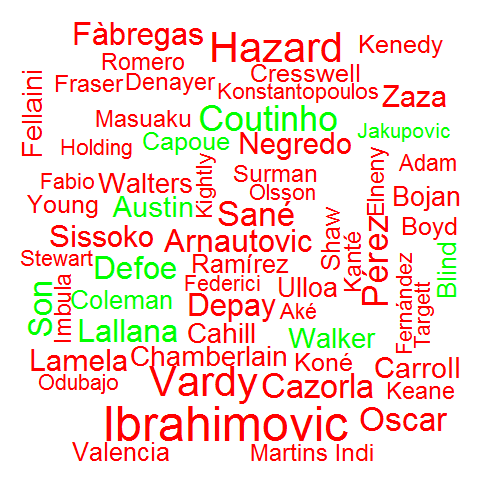 Fàbregas
Hazard
Kenedy
Romero
Cresswell
Fellaini
Fraser
Denayer
Konstantopoulos
Zaza
Masuaku
Coutinho
Jakupovic
Holding
Capoue
Negredo
Adam
Fabio
Walters
Kightly
Surman
Olsson
Elneny
Bojan
Young
Austin
Sané
Shaw
Boyd
Sissoko
Arnautovic
Kanté
Pérez
Stewart
Defoe
Ramírez
Fernández
Blind
Son
Imbula
Coleman
Federici
Ulloa
Targett
Depay
Aké
Lallana
Cahill
Walker
Lamela
Chamberlain
Koné
Carroll
Odubajo
Vardy
Cazorla
Keane
Ibrahimovic
Oscar
Valencia
Martins Indi